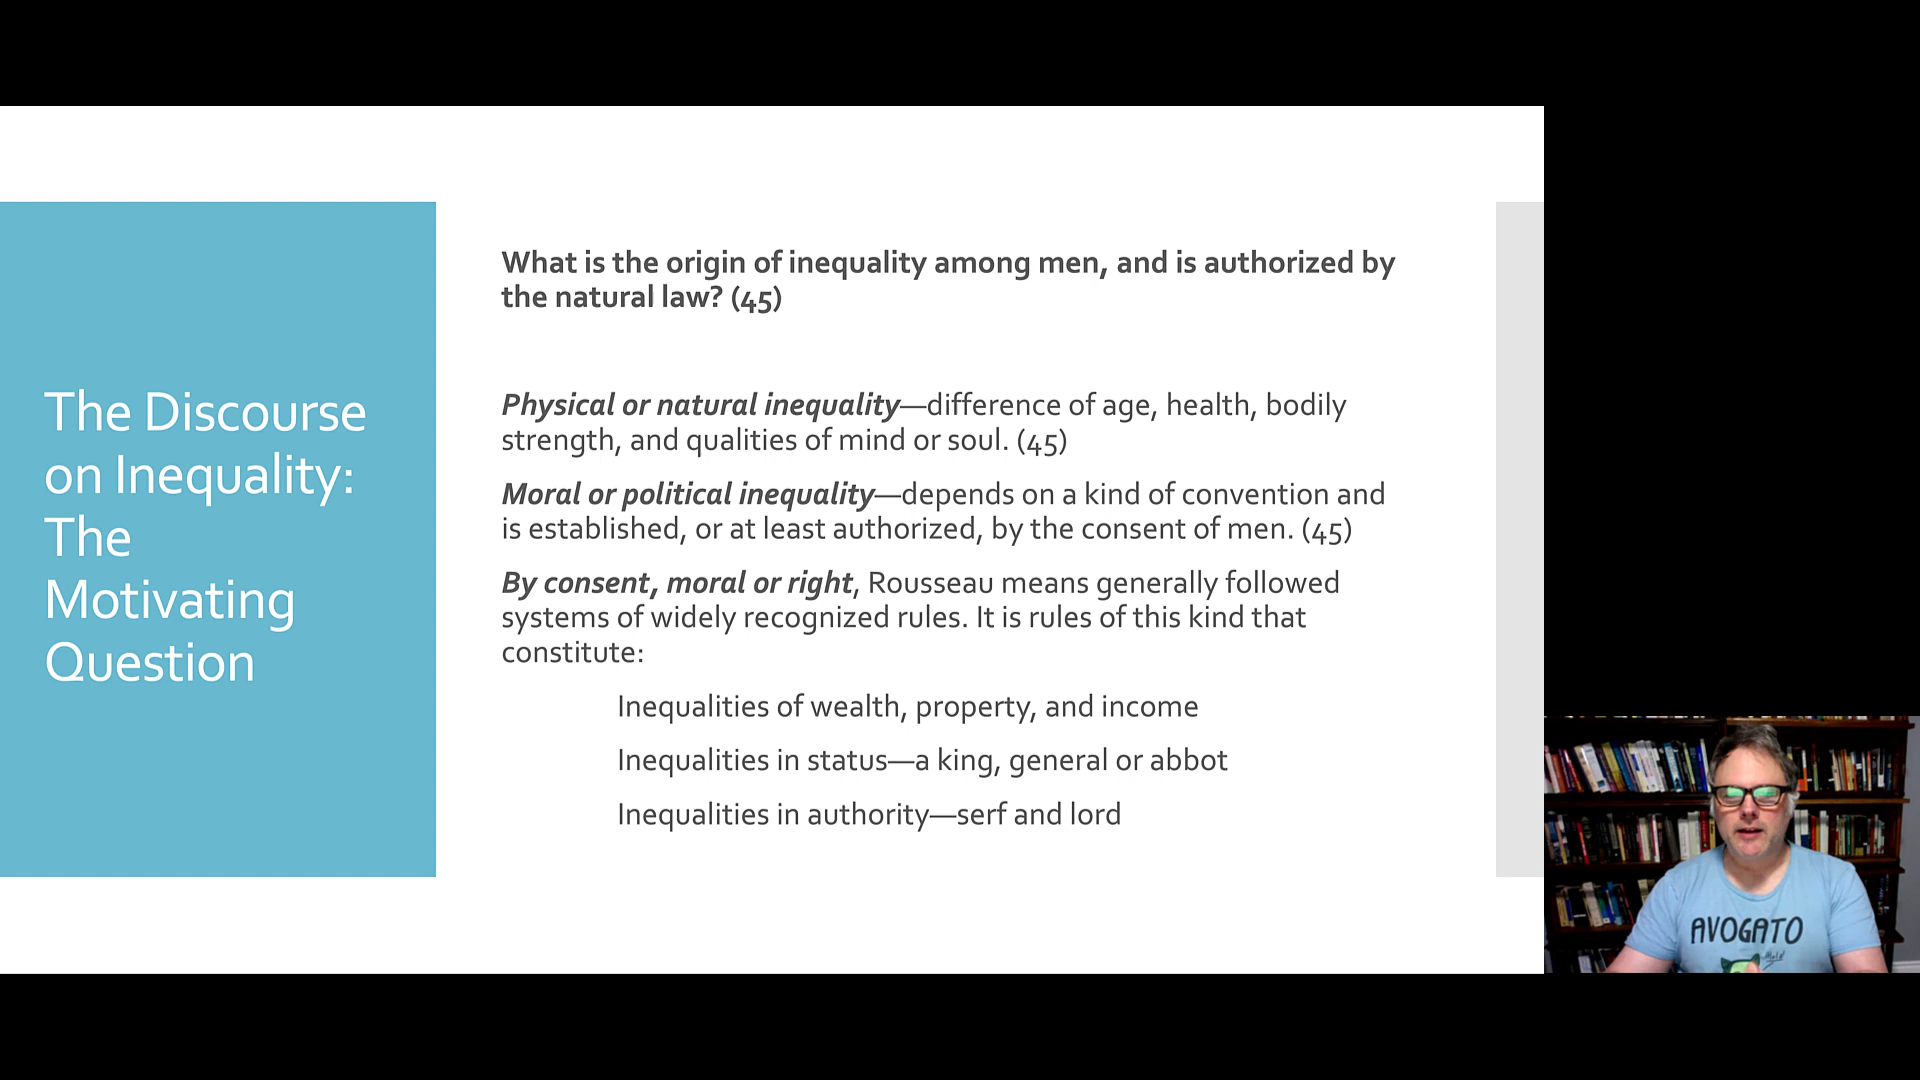 The Discourse
on Inequality:
The
Motivating
Question
What is the origin of inequality among men, and is authorized by
the natural law? (45)
Physical or natural inequality—difference of age, health, bodily
strength, and qualities of mind or soul. (45)
Moral or political inequality—depends on a kind of convention and
is established, or at least authorized, by the consent of men. (45)
By consent, moral or right, Rousseau means generally followed
systems of widely recognized rules. It is rules of this kind that
constitute:
Inequalities of wealth, property, and income
Inequalities in status—a king, general or abbot
Inequalities in authority—serf and lord
AVOGATO